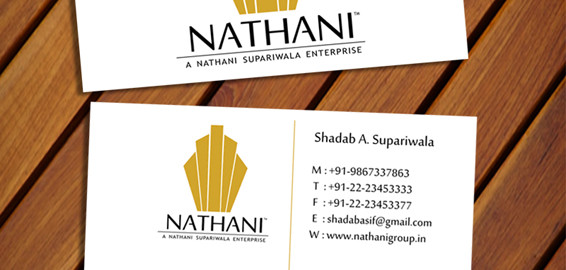 NATHANI™
A NATHANI SUPARIWALA ENTERPRISE
NATHANI™
A NATHANI SUPARIWALA ENTERPRISE
Shadab A. Supariwala
M : +91-9867337863
T : +91-22-23453333
F : +91-22-23453377
E : shadabasif@gmail.com
W : www.nathanigroup.in